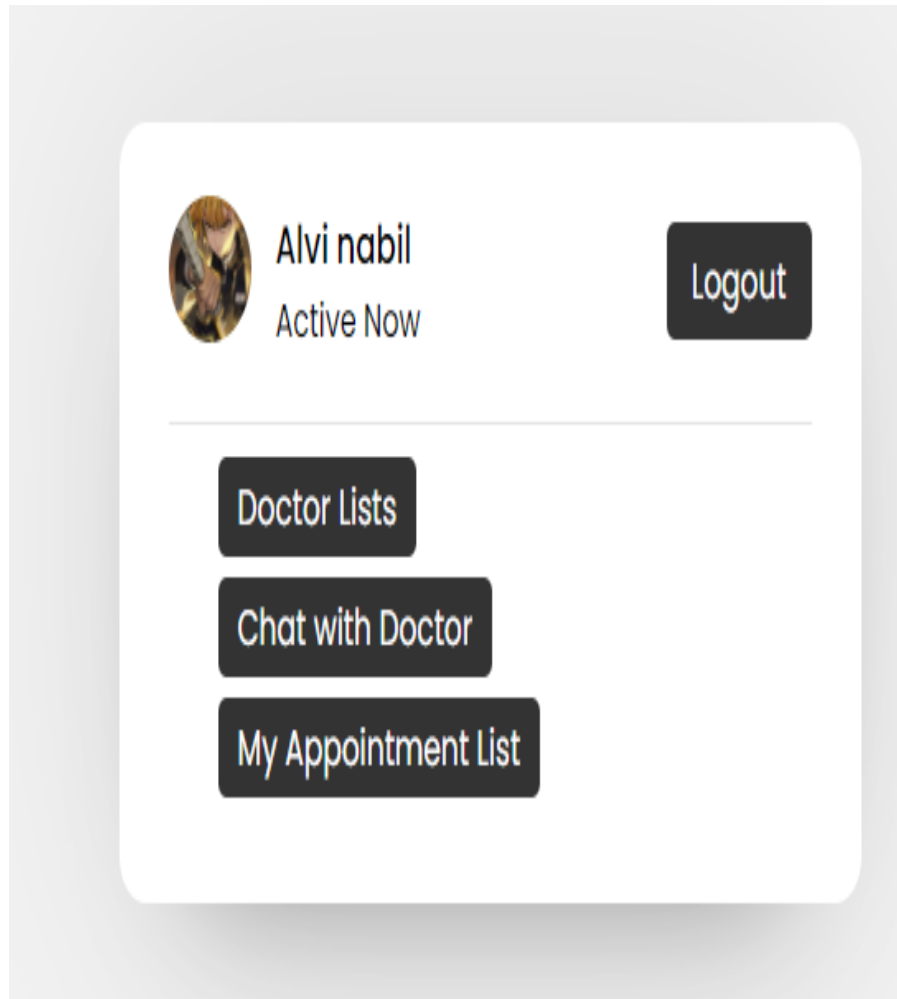 Alvi nabil
Active Now
Logout
Doctor Lists
Chat with Doctor
My Appointment List